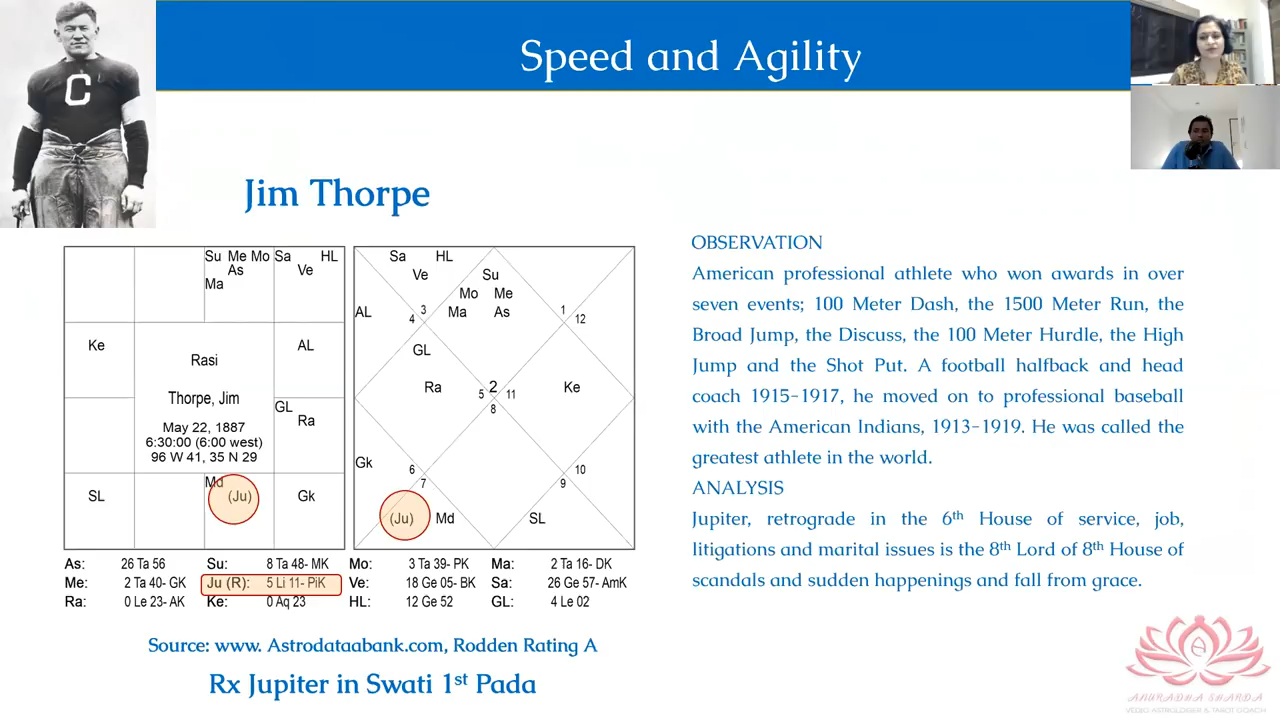 C
Speed and Agility
Jim Thorpe
Su Me Mo Sa HL
As Ve
Ma
Ke
Rasi
AL
Thorpe, Jim
May 22, 1887
6:30:00 (6:00 west)
96 W 41, 35 N 29
GL
Ra
Md
SL
(Ju)
Gk
Sa HL
Ve Su
Mo Me
AL 4 3 Ma As 1 12
GL
Ra 5 2 11 Ke
8
Gk 6 10
7 9
(Ju) Md SL
As: 26 Ta 56 Su: 8 Ta 48- MK Mo: 3 Ta 39- PK Ma: 2 Ta 16- DK
Me: 2 Ta 40- GK Ju (R): 5 Li 11- PiK Ve: 18 Ge 05- BK Sa: 26 Ge 57- AmK
Ra: 0 Le 23- AK Ke: 0 Aq 23 HL: 12 Ge 52 GL: 4 Le 02
Source: www. Astrodataabank.com, Rodden Rating A
Rx Jupiter in Swati 1st Pada
OBSERVATION
American professional athlete who won awards in over
seven events; 100 Meter Dash, the 1500 Meter Run, the
Broad Jump, the Discuss, the 100 Meter Hurdle, the High
Jump and the Shot Put. A football halfback and head
coach 1915-1917, he moved on to professional baseball
with the American Indians, 1913-1919. He was called the
greatest athlete in the world.
ANALYSIS
Jupiter, retrograde in the 6th House of service, job,
litigations and marital issues is the 8th Lord of 8th House of
scandals and sudden happenings and fall from grace.
A
ANURADHA SHARDA
VEDIC ASTROLOGER & TAROT COACH